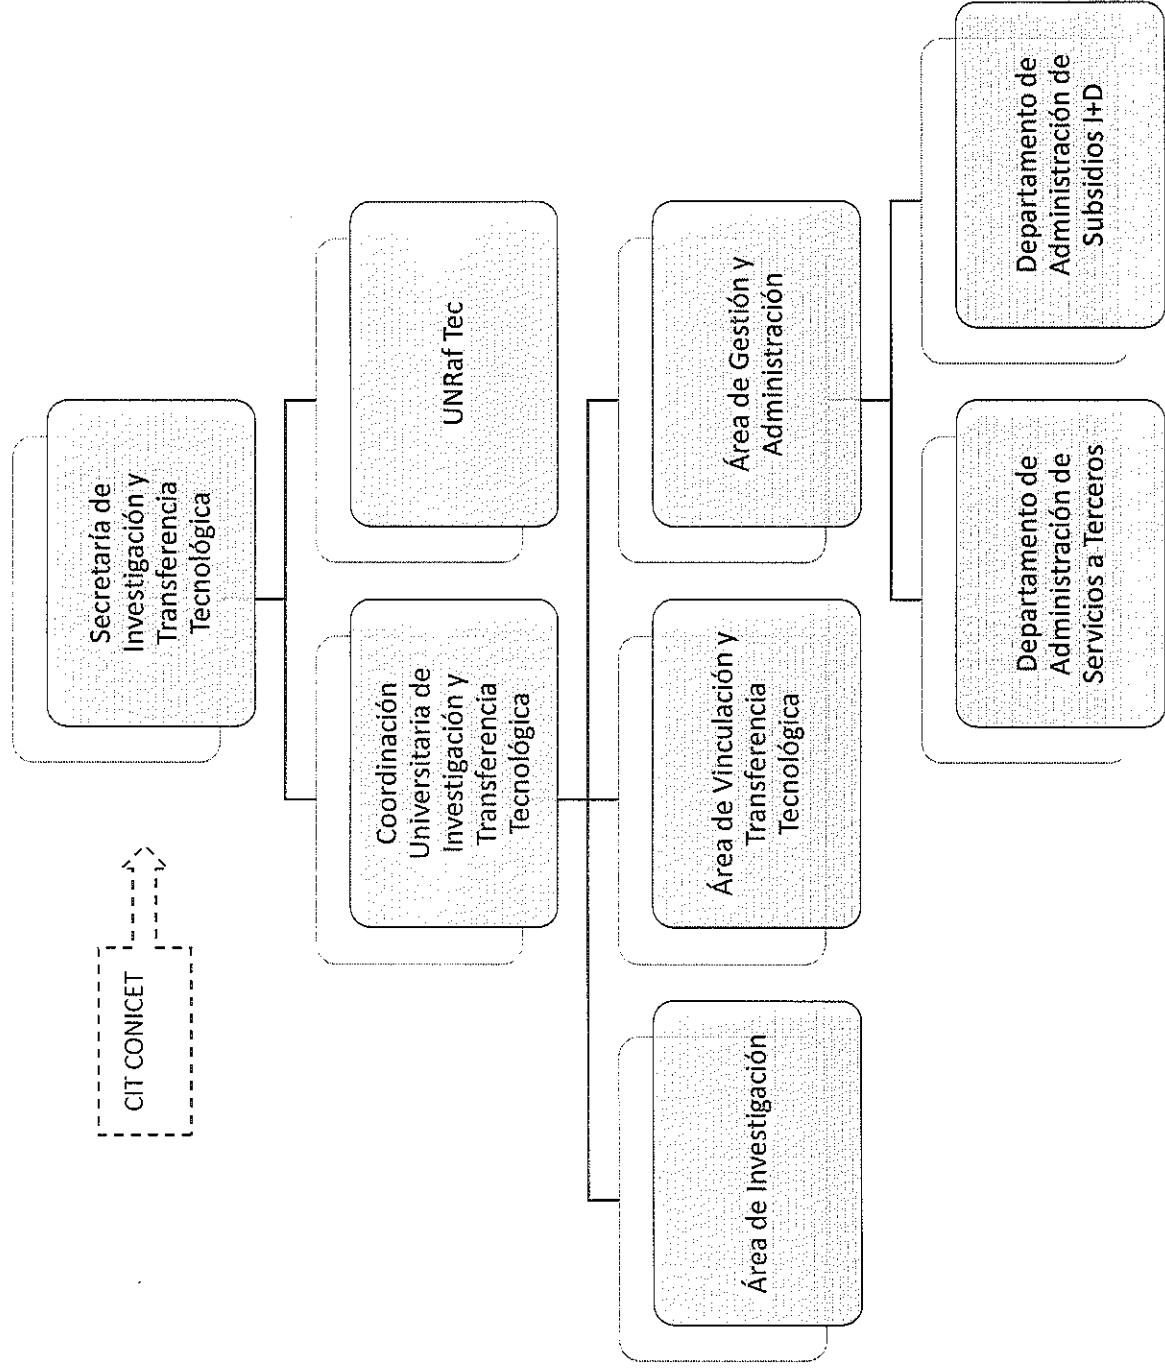 Secretaría de
Investigación y
Transferencia
Tecnológica
CIT CONICET
Coordinación
Universitaria de
Investigación y
Transferencia
Tecnológica
UNRaf Tec
Área de Investigación
Área de Vinculación y
Transferencia
Tecnológica
Área de Gestión y
Administración
Departamento de
Administración de
Servicios a Terceros
Departamento de
Administración de
Subsidios I+D